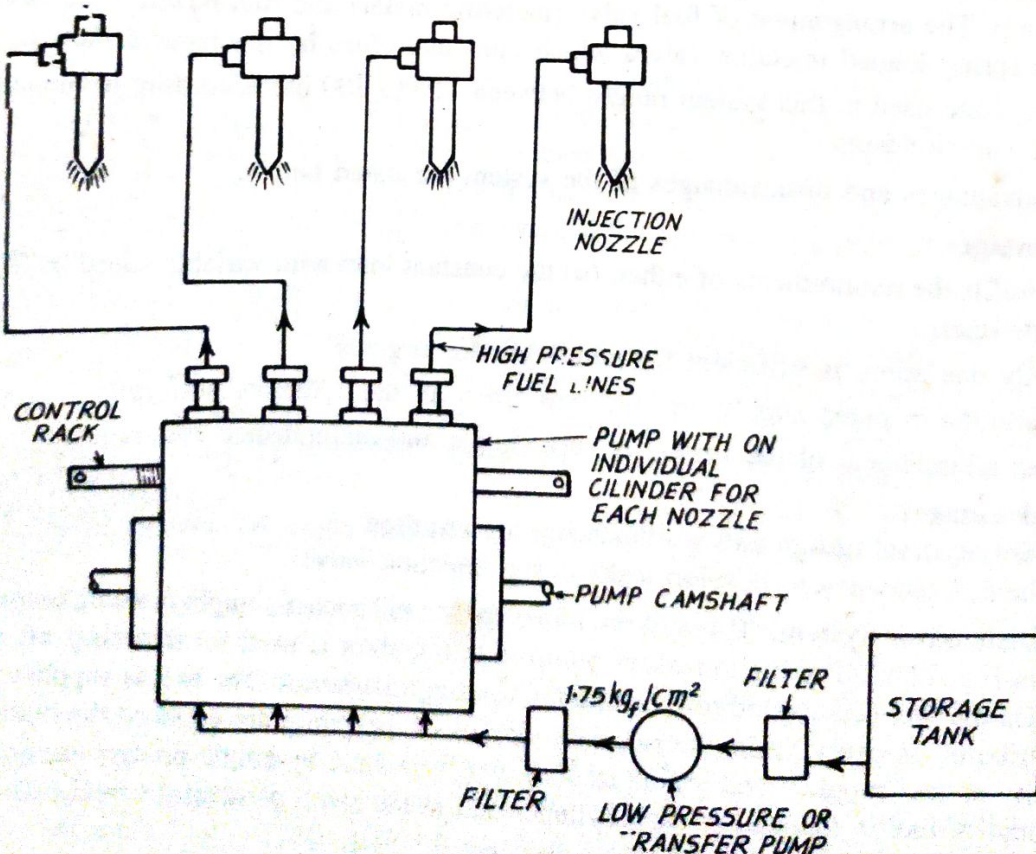 INJECTION
NOZZLE
HIGH PRESSURE
FUEL LINES
CONTROL
RACK
PUMP WITH ON
INDIVIDUAL
CYLINDER FOR
EACH NOZZLE
PUMP CAMSHAFT
1.75 kgf/cm²
FILTER
STORAGE
TANK
FILTER
LOW PRESSURE OR
TRANSFER PUMP